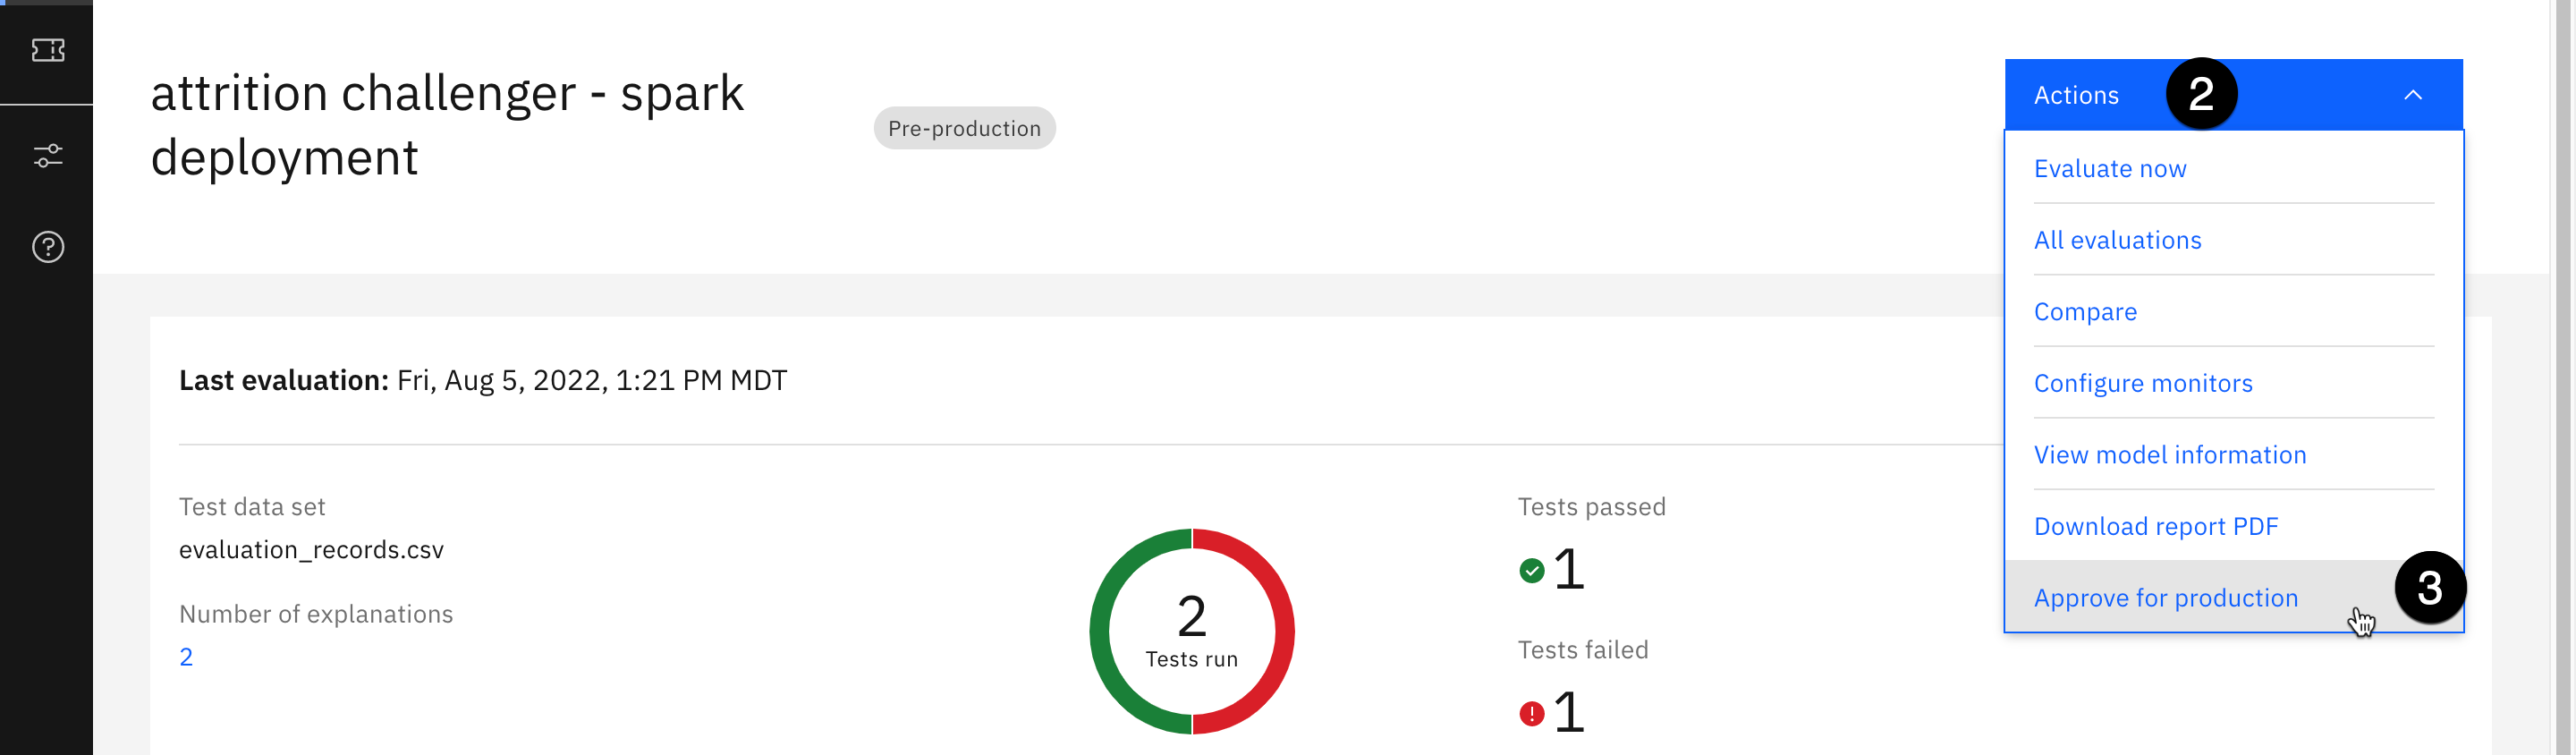 attrition challenger - spark
deployment
Pre-production
Actions
2
Evaluate now
All evaluations
Compare
Configure monitors
View model information
Download report PDF
Approve for production
3
Last evaluation: Fri, Aug 5, 2022, 1:21 PM MDT
Test data set
evaluation_records.csv
Number of explanations
2
2
Tests run
Tests passed
1
Tests failed
1